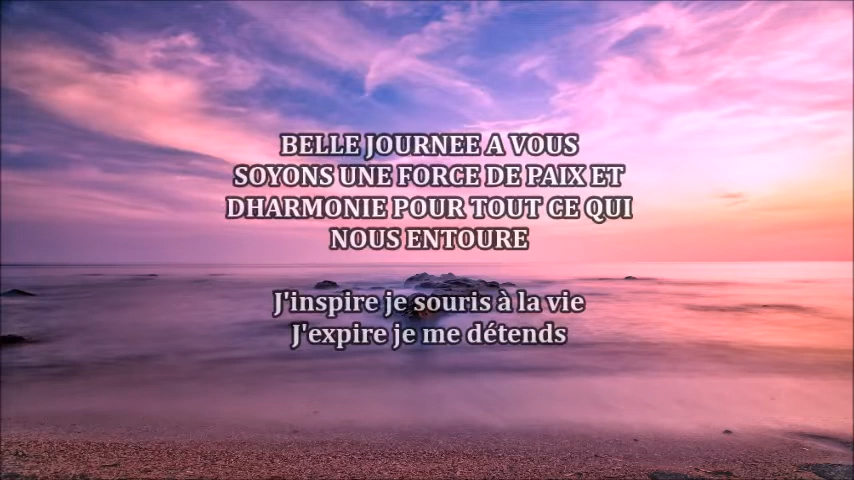 BELLE JOURNEE A VOUS
SOYONS UNE FORCE DE PAIX ET
DHARMONIE POUR TOUT CE QUI
NOUS ENTOURE
J'inspire je souris à la vie
J'expire je me détends